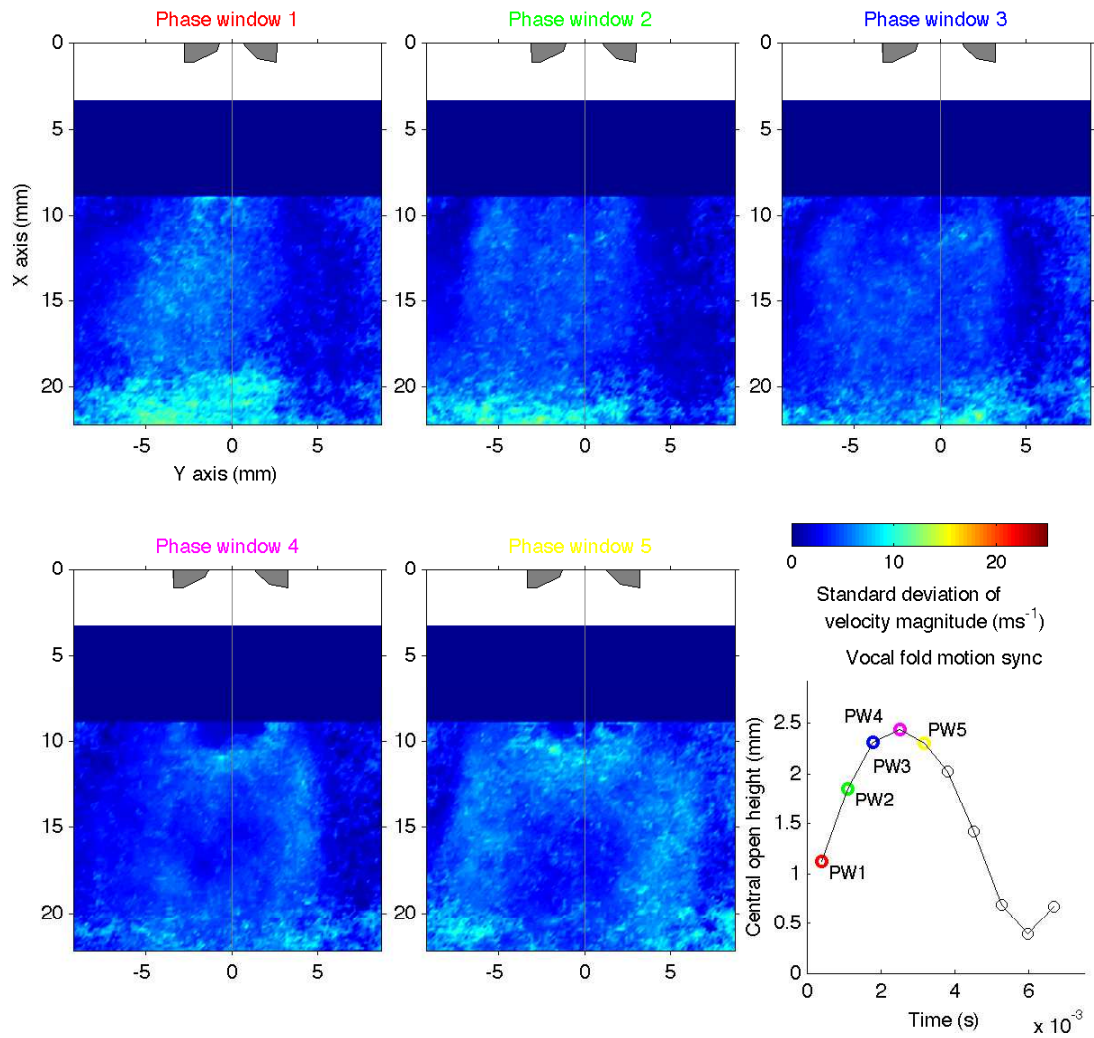 Phase window 1
Phase window 2
Phase window 3
0
5
10
15
20
X axis (mm)
-5
0
5
Y axis (mm)
0
5
10
15
20
-5
0
5
0
5
10
15
20
-5
0
5
Phase window 4
Phase window 5
0
5
10
15
20
-5
0
5
0
5
10
15
20
-5
0
5
0
10
20
Standard deviation of
velocity magnitude (ms⁻¹)
Vocal fold motion sync
Central open height (mm)
2.5
2
1.5
1
0.5
0
PW4
PW5
PW3
PW2
PW1
0
2
4
6
Time (s)
x 10⁻³